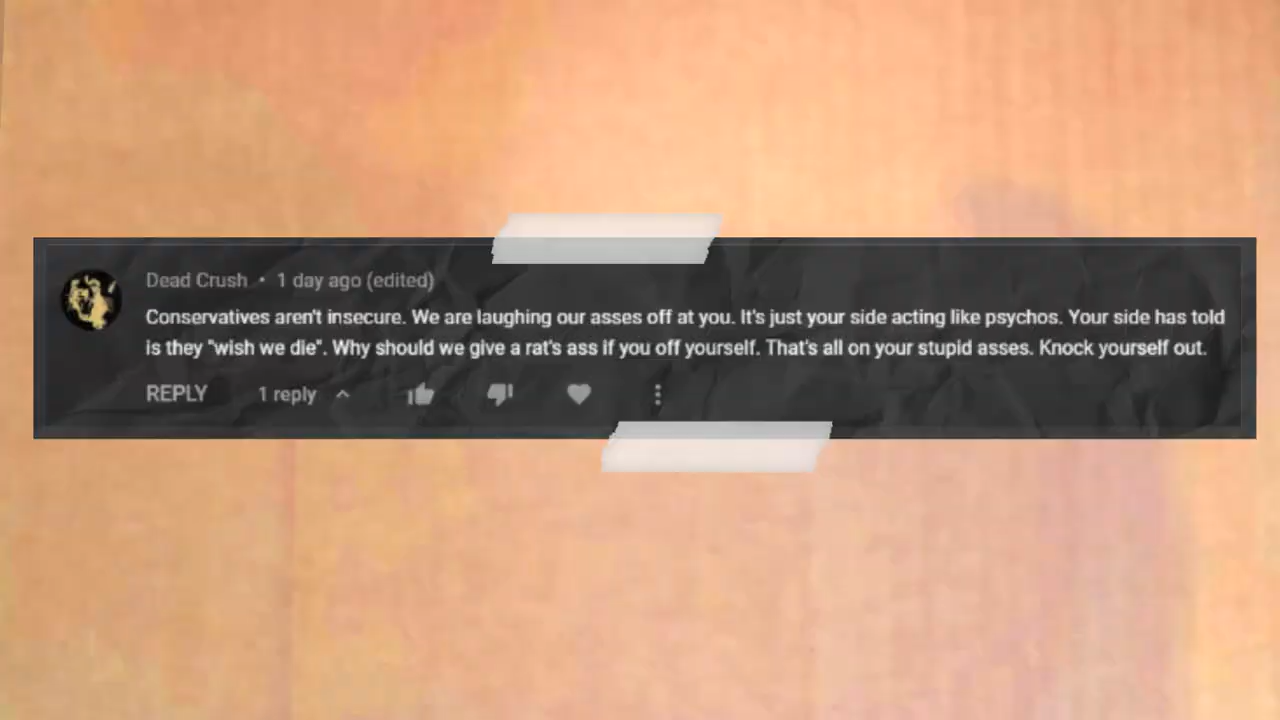 Dead Crush • 1 day ago (edited)
Conservatives aren't insecure. We are laughing our asses off at you. It's just your side acting like psychos. Your side has told
is they "wish we die". Why should we give a rat's ass if you off yourself. That's all on your stupid asses. Knock yourself out.
REPLY 1 reply